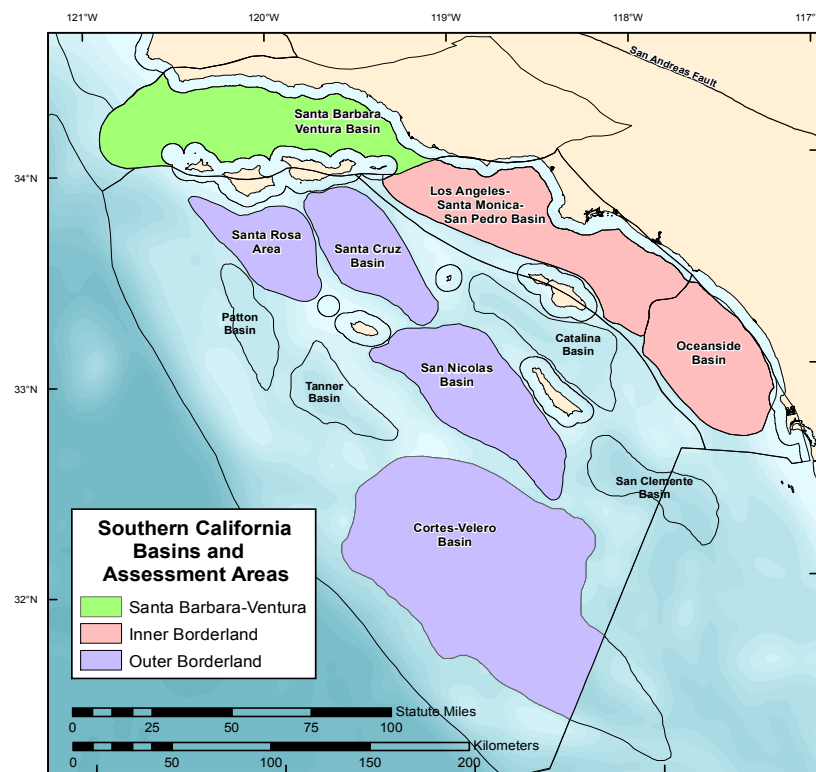 121°W
120°W
119°W
118°W
San Andreas Fault
Santa Barbara
Ventura Basin
34°N
Los Angeles-
Santa Monica-
San Pedro Basin
Santa Rosa
Area
Santa Cruz
Basin
Patton
Basin
Catalina
Basin
Oceanside
Basin
33°N
San Nicolas
Basin
Tanner
Basin
San Clemente
Basin
Cortes-Velero
Basin
32°N
Southern California
Basins and
Assessment Areas
Santa Barbara-Ventura
Inner Borderland
Outer Borderland
Statute Miles
0 25 50 75 100
Kilometers
0 50 100 150 200